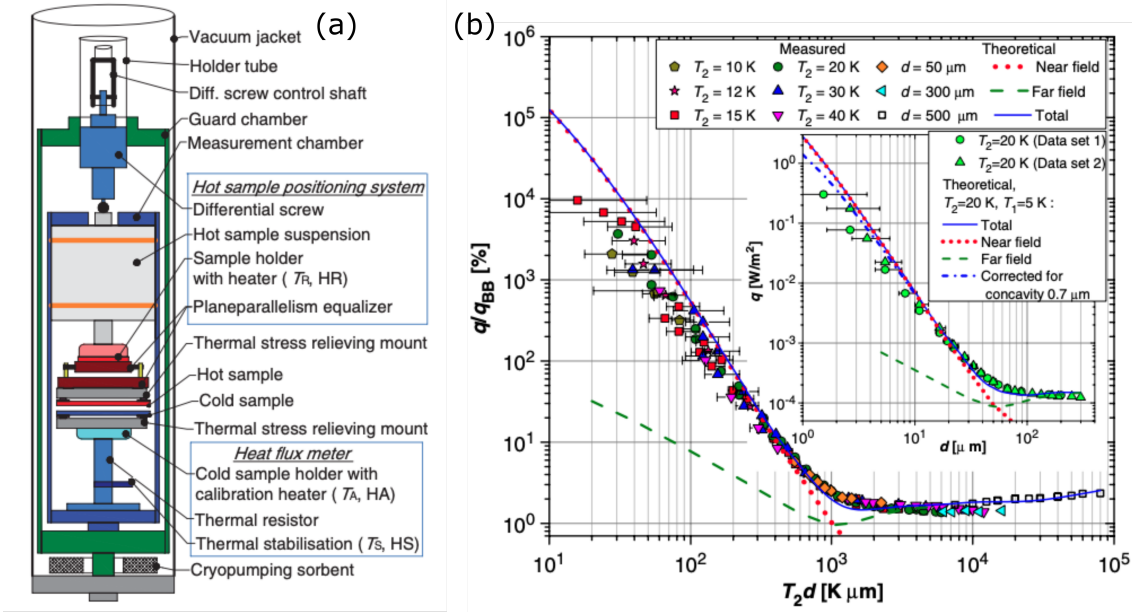 (a)
Vacuum jacket
Holder tube
Diff. screw control shaft
Guard chamber
Measurement chamber
Hot sample positioning system
Differential screw
Hot sample suspension
Sample holder
with heater ( TR, HR)
Planeparallelism equalizer
Thermal stress relieving mount
Hot sample
Cold sample
Thermal stress relieving mount
Heat flux meter
Cold sample holder with
calibration heater ( TA, HA)
Thermal resistor
Thermal stabilisation ( TS, HS)
Cryopumping sorbent
(b)
q/qBB [%]
10^6
10^5
10^4
10^3
10^2
10^1
10^0
10^1 10^2 10^3 10^4 10^5
T2d [K μm]
Measured Theoretical
T2 = 10 K T2 = 20 K d = 50 μm Near field
T2 = 12 K T2 = 30 K d = 300 μm Far field
T2 = 15 K T2 = 40 K d = 500 μm Total
T2=20 K (Data set 1)
T2=20 K (Data set 2)
Theoretical,
T2=20 K, T1=5 K :
Total
Near field
Far field
Corrected for
concavity 0.7 μm
q [W/m^2]
10^0
10^-1
10^-2
10^-3
10^-4
10^0 10^1 10^2
d [μ m]